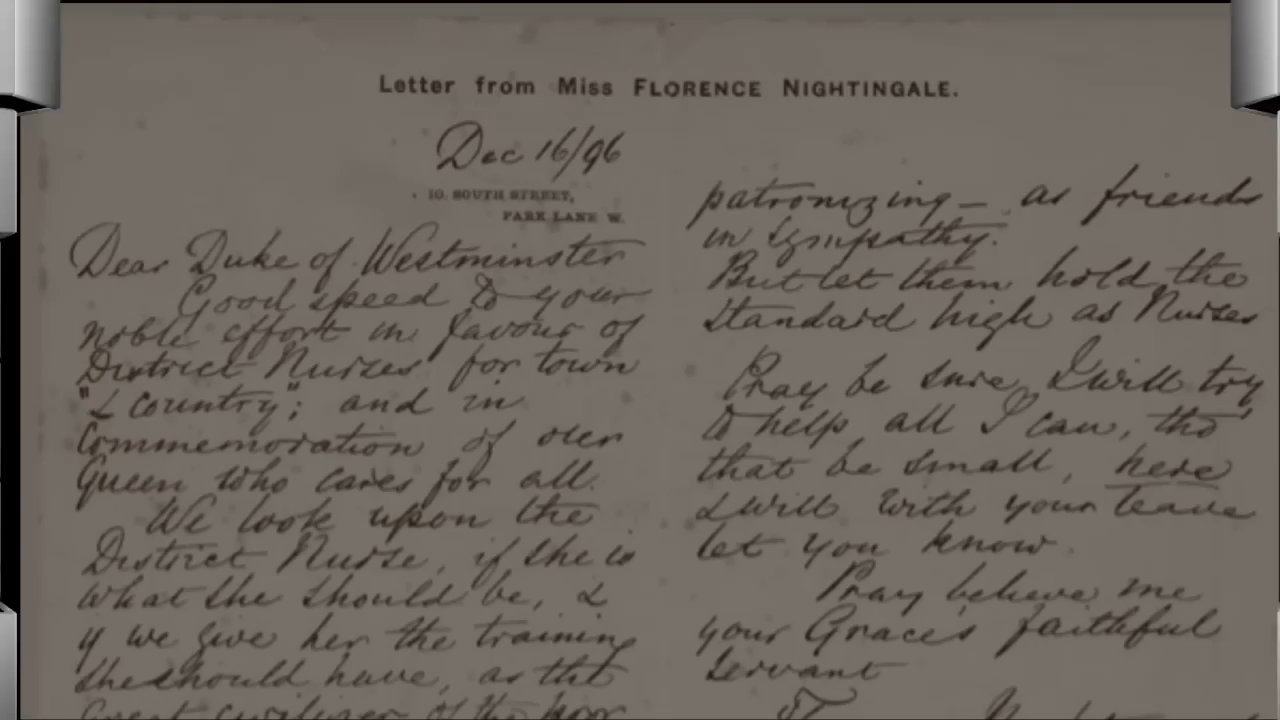 Letter from Miss FLORENCE NIGHTINGALE.
Dec 16/96
10. SOUTH STREET,
PARK LANE W.
Dear Duke of Westminster
Good speed to your
noble effort in favour of
District Nurses for town
"& country"; and in
Commemoration of our
Queen who cares for all.
We look upon the
District Nurse, if she is
what she should be, &
if we give her the training
she should have, as the
great civilizer of the poor
patronizing - as friends
in sympathy.
But let them hold the
standard high as Nurses
Pray be sure I will try
to help all I can, tho'
that be small, here
& will with your leave
let you know
Pray believe me
your Grace's faithful
servant